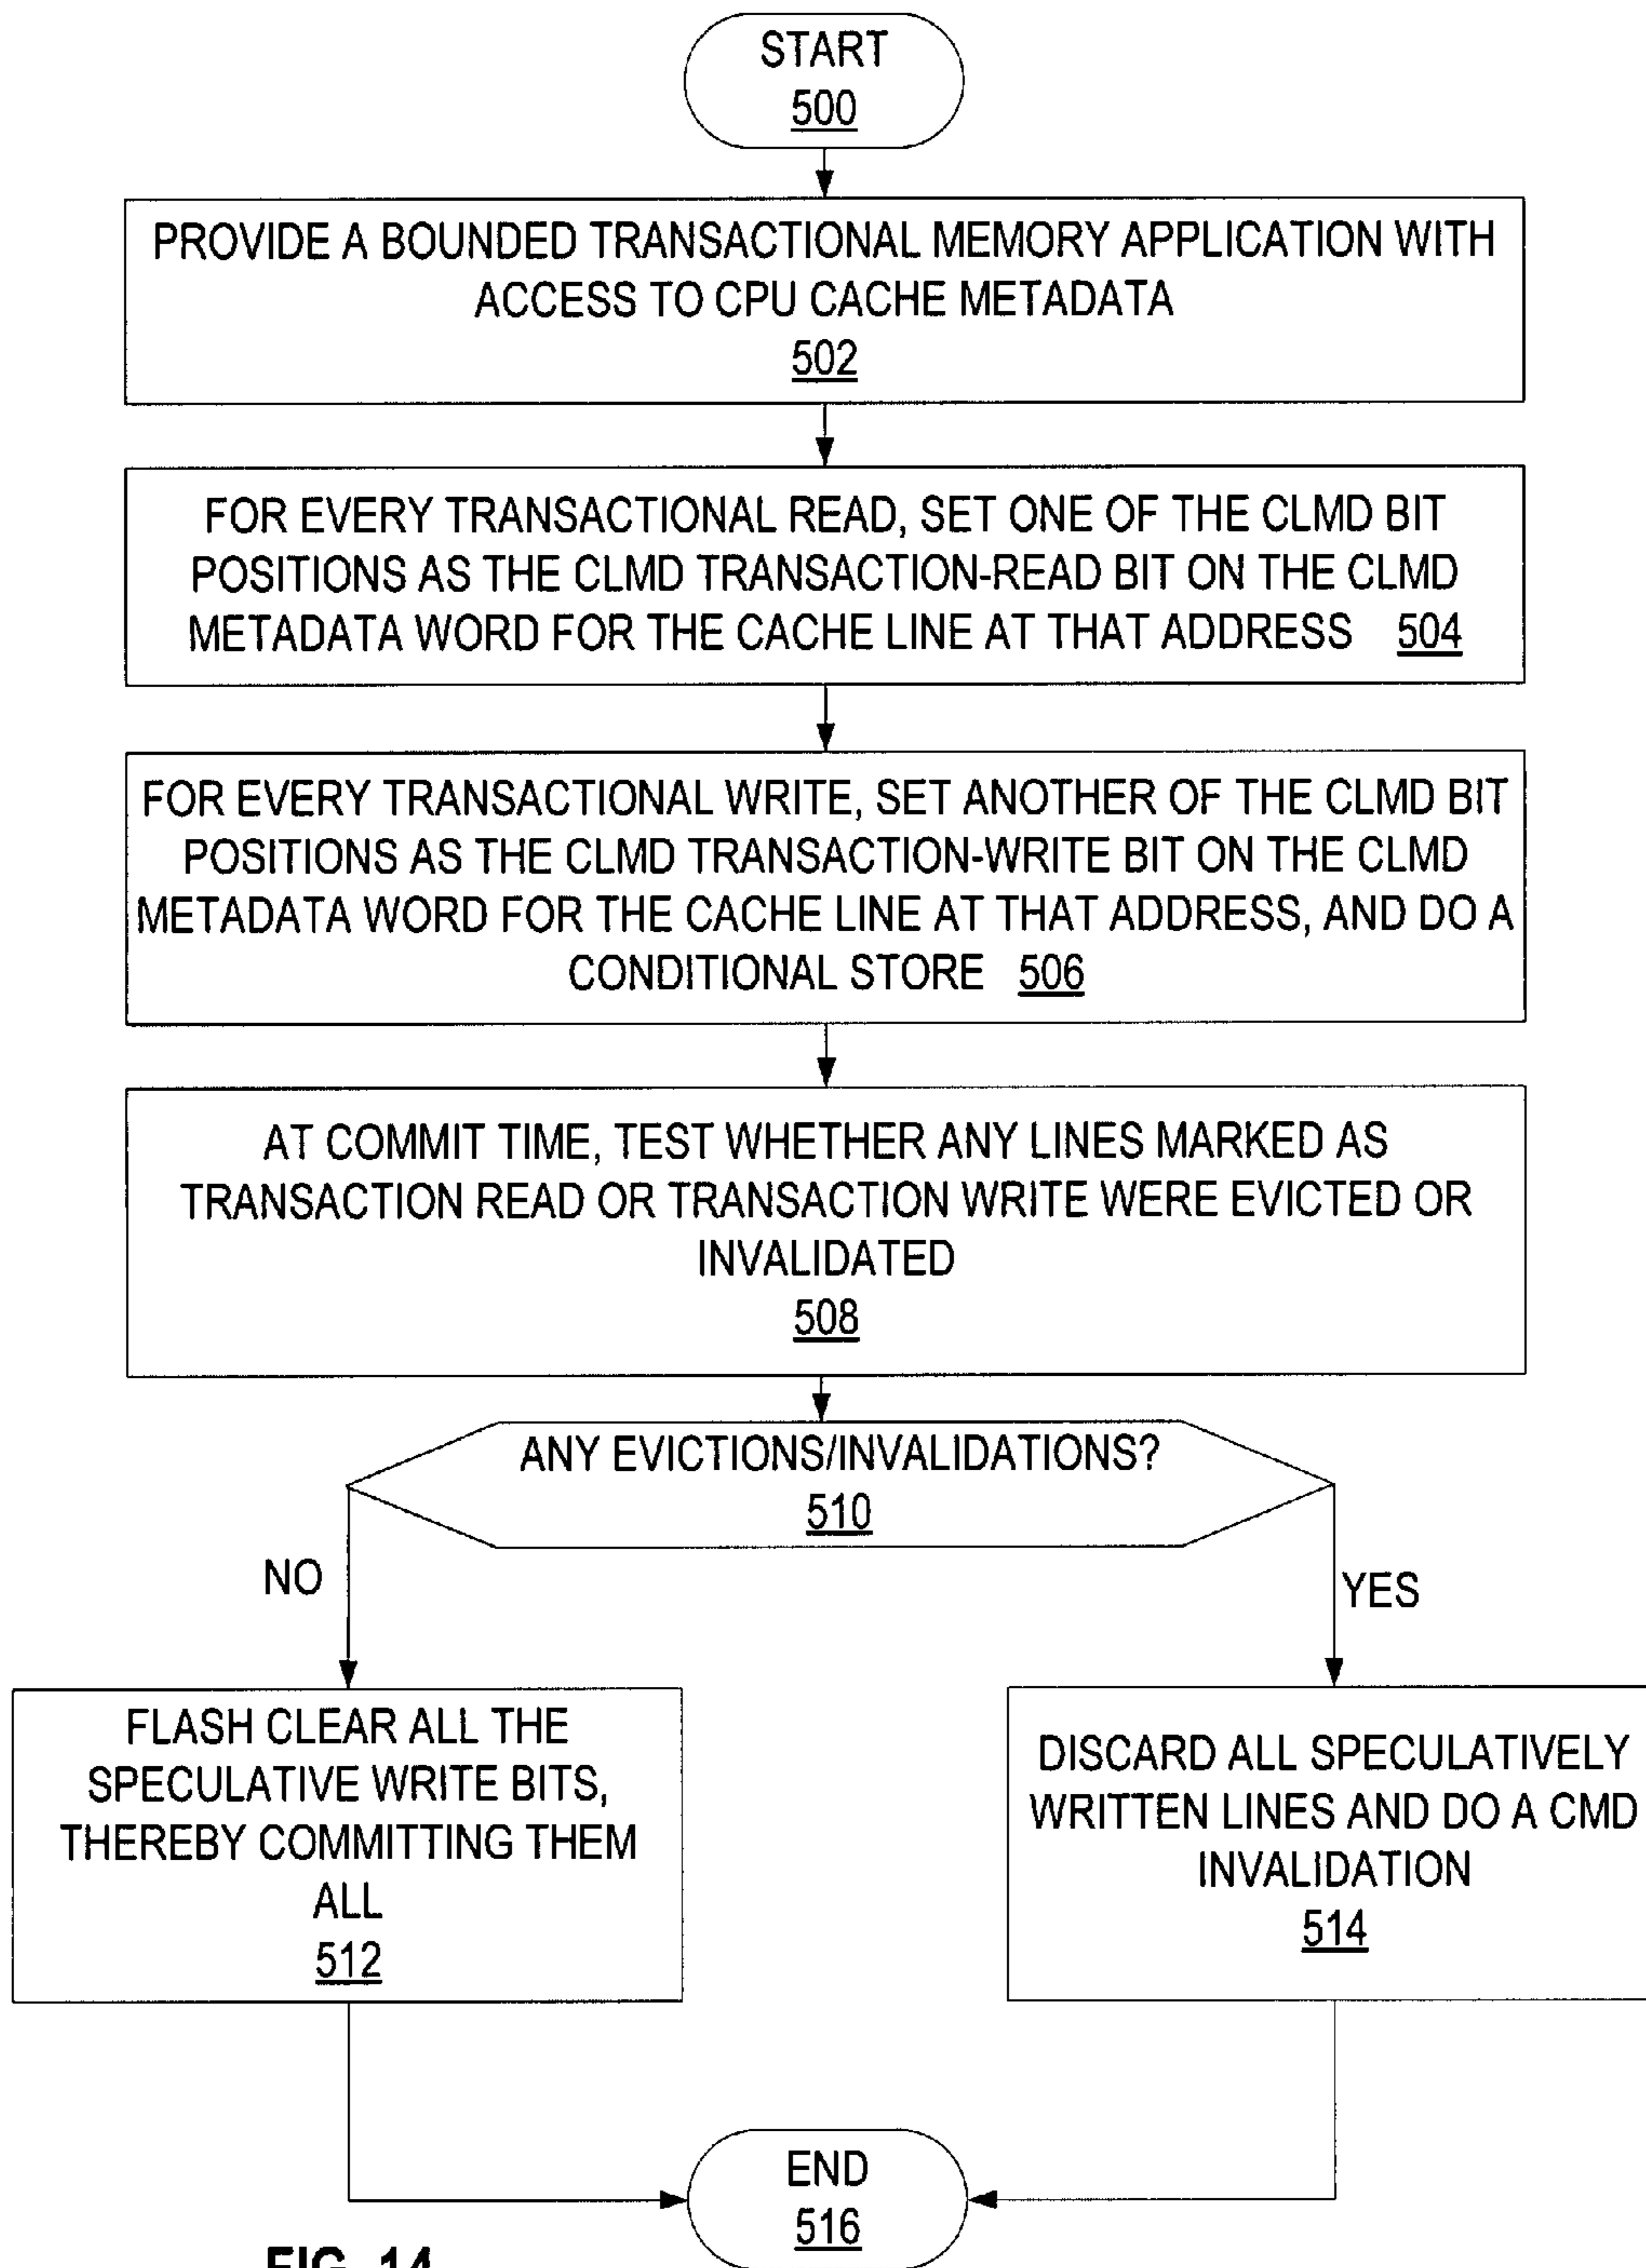 START
500
PROVIDE A BOUNDED TRANSACTIONAL MEMORY APPLICATION WITH
ACCESS TO CPU CACHE METADATA
502
FOR EVERY TRANSACTIONAL READ, SET ONE OF THE CLMD BIT
POSITIONS AS THE CLMD TRANSACTION-READ BIT ON THE CLMD
METADATA WORD FOR THE CACHE LINE AT THAT ADDRESS 504
FOR EVERY TRANSACTIONAL WRITE, SET ANOTHER OF THE CLMD BIT
POSITIONS AS THE CLMD TRANSACTION-WRITE BIT ON THE CLMD
METADATA WORD FOR THE CACHE LINE AT THAT ADDRESS, AND DO A
CONDITIONAL STORE 506
AT COMMIT TIME, TEST WHETHER ANY LINES MARKED AS
TRANSACTION READ OR TRANSACTION WRITE WERE EVICTED OR
INVALIDATED
508
ANY EVICTIONS/INVALIDATIONS?
510
NO
YES
FLASH CLEAR ALL THE
SPECULATIVE WRITE BITS,
THEREBY COMMITTING THEM
ALL
512
DISCARD ALL SPECULATIVELY
WRITTEN LINES AND DO A CMD
INVALIDATION
514
END
516
FIG. 14